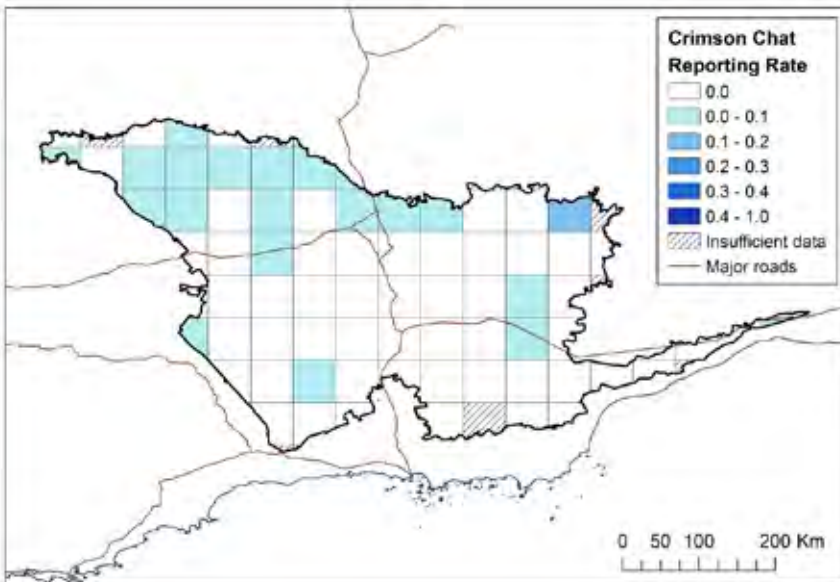 Crimson Chat
Reporting Rate
0.0
0.0 - 0.1
0.1 - 0.2
0.2 - 0.3
0.3 - 0.4
0.4 - 1.0
Insufficient data
Major roads
0 50 100 200 Km